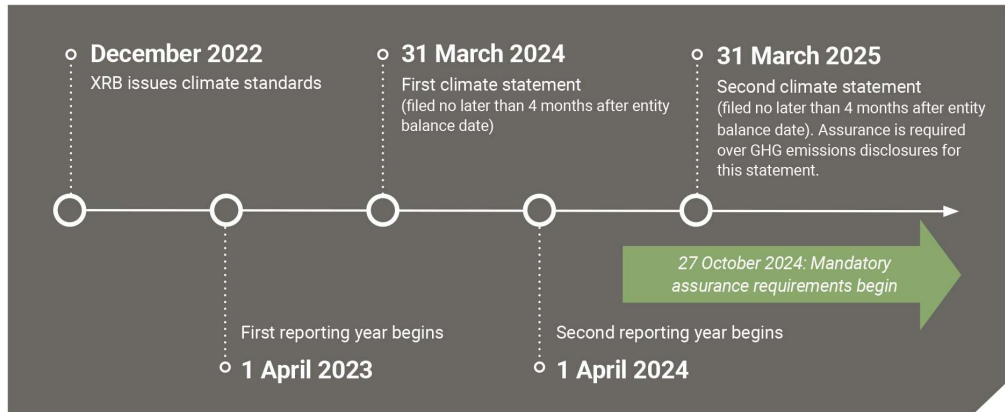 December 2022
XRB issues climate standards
31 March 2024
First climate statement
(filed no later than 4 months after entity
balance date)
31 March 2025
Second climate statement
(filed no later than 4 months after entity
balance date). Assurance is required
over GHG emissions disclosures for
this statement.
27 October 2024: Mandatory
assurance requirements begin
First reporting year begins
1 April 2023
Second reporting year begins
1 April 2024